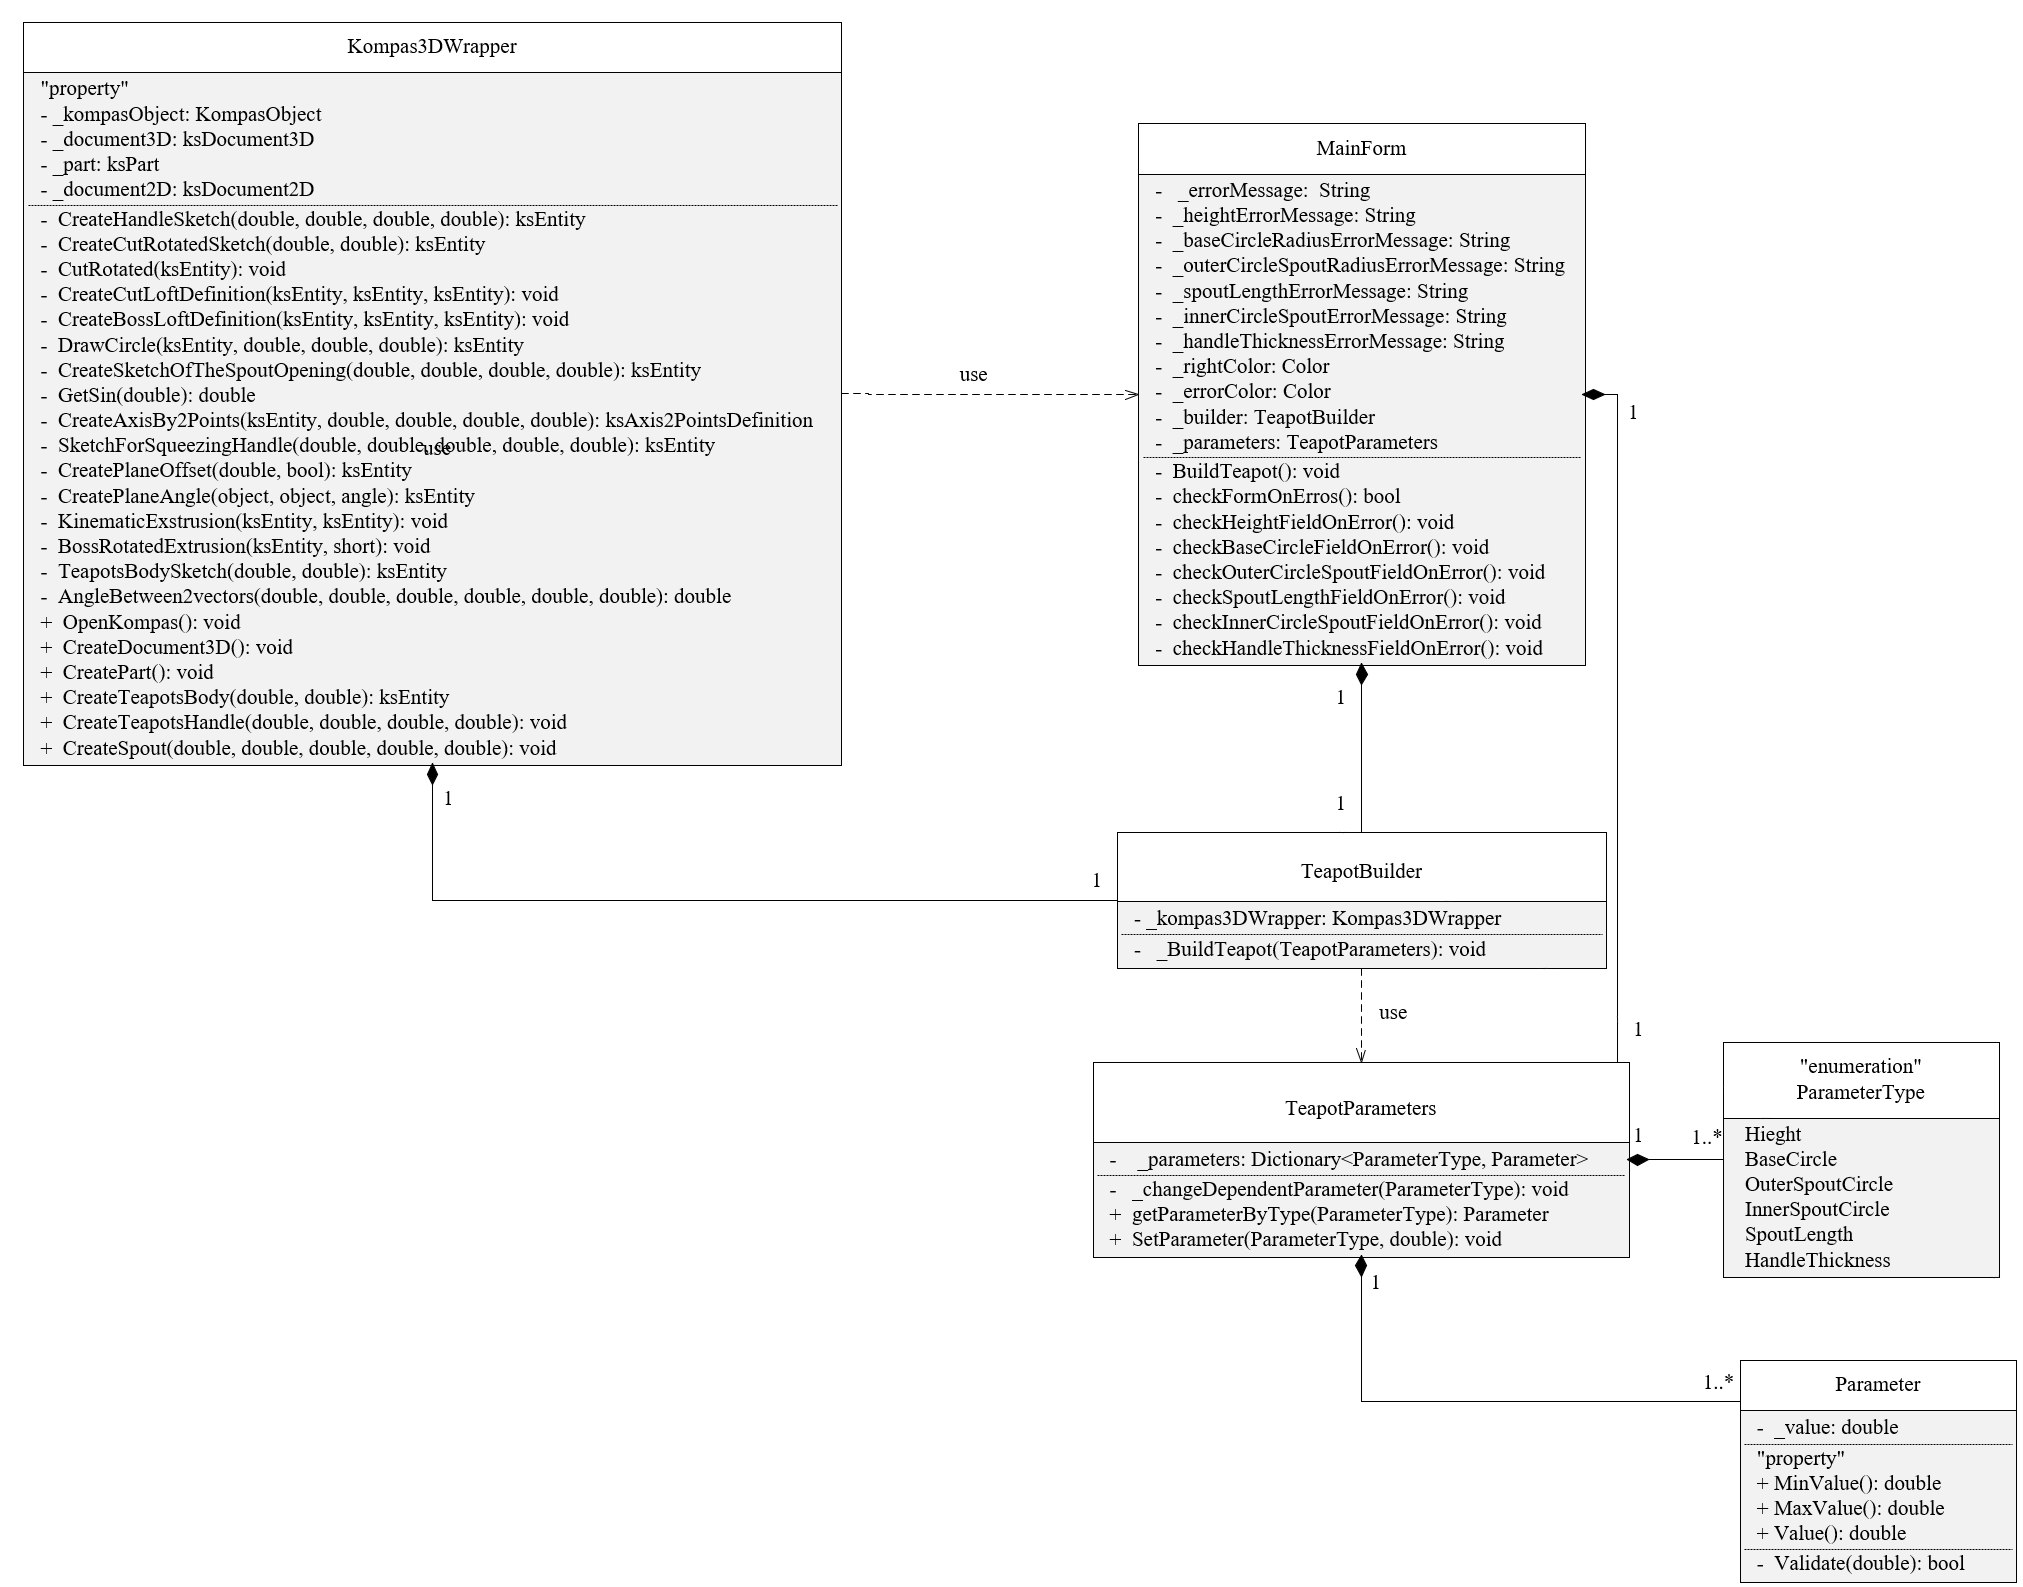 Kompas3DWrapper
"property"
- _kompasObject: KompasObject
- _document3D: ksDocument3D
- _part: ksPart
- _document2D: ksDocument2D
- CreateHandleSketch(double, double, double, double): ksEntity
- CreateCutRotatedSketch(double, double): ksEntity
- CutRotated(ksEntity): void
- CreateCutLoftDefinition(ksEntity, ksEntity, ksEntity): void
- CreateBossLoftDefinition(ksEntity, ksEntity, ksEntity): void
- DrawCircle(ksEntity, double, double, double): ksEntity
- CreateSketchOfTheSpoutOpening(double, double, double, double): ksEntity
- GetSin(double): double
- CreateAxisBy2Points(ksEntity, double, double, double, double): ksAxis2PointsDefinition
- SketchForSqueezingHandle(double, double, double, double, double): ksEntity
use
- CreatePlaneOffset(double, bool): ksEntity
- CreatePlaneAngle(object, object, angle): ksEntity
- KinematicExstrusion(ksEntity, ksEntity): void
- BossRotatedExtrusion(ksEntity, short): void
- TeapotsBodySketch(double, double): ksEntity
- AngleBetween2vectors(double, double, double, double, double, double): double
+ OpenKompas(): void
+ CreateDocument3D(): void
+ CreatePart(): void
+ CreateTeapotsBody(double, double): ksEntity
+ CreateTeapotsHandle(double, double, double, double): void
+ CreateSpout(double, double, double, double, double): void
1
1
use
MainForm
- _errorMessage: String
- _heightErrorMessage: String
- _baseCircleRadiusErrorMessage: String
- _outerCircleSpoutRadiusErrorMessage: String
- _spoutLengthErrorMessage: String
- _innerCircleSpoutErrorMessage: String
- _handleThicknessErrorMessage: String
- _rightColor: Color
- _errorColor: Color
- _builder: TeapotBuilder
- _parameters: TeapotParameters
- BuildTeapot(): void
- checkFormOnErros(): bool
- checkHeightFieldOnError(): void
- checkBaseCircleFieldOnError(): void
- checkOuterCircleSpoutFieldOnError(): void
- checkSpoutLengthFieldOnError(): void
- checkInnerCircleSpoutFieldOnError(): void
- checkHandleThicknessFieldOnError(): void
1
1
1
1
TeapotBuilder
- _kompas3DWrapper: Kompas3DWrapper
- _BuildTeapot(TeapotParameters): void
use
TeapotParameters
- _parameters: Dictionary<ParameterType, Parameter>
- _changeDependentParameter(ParameterType): void
+ getParameterByType(ParameterType): Parameter
+ SetParameter(ParameterType, double): void
1
1..*
"enumeration"
ParameterType
Hieght
BaseCircle
OuterSpoutCircle
InnerSpoutCircle
SpoutLength
HandleThickness
1
1..*
Parameter
- _value: double
"property"
+ MinValue(): double
+ MaxValue(): double
+ Value(): double
- Validate(double): bool